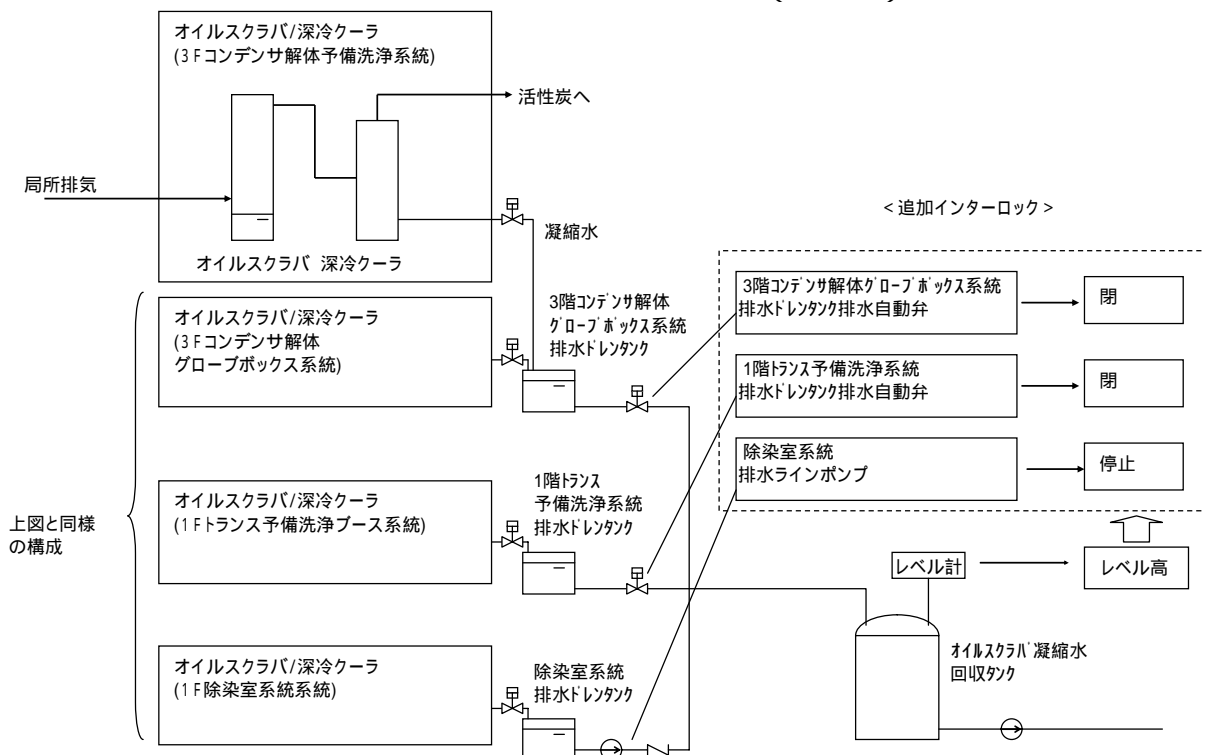 オイルスクラバ/深冷クーラ
(3Fコンデンサ解体予備洗浄系統)
活性炭へ
局所排気
凝縮水
オイルスクラバ 深冷クーラ
<追加インターロック>
オイルスクラバ/深冷クーラ
(3Fコンデンサ解体
グローブボックス系統)
3階コンデンサ解体
グローブボックス系統
排水ドレンタンク
3階コンデンサ解体グローブボックス系統
排水ドレンタンク排水自動弁
閉
1階トランス予備洗浄系統
排水ドレンタンク排水自動弁
閉
除染室系統
排水ラインポンプ
停止
上図と同様
の構成
オイルスクラバ/深冷クーラ
(1Fトランス予備洗浄ブース系統)
1階トランス
予備洗浄系統
排水ドレンタンク
レベル計
レベル高
オイルスクラバ凝縮水
回収タンク
オイルスクラバ/深冷クーラ
(1F除染室系統系統)
除染室系統
排水ドレンタンク